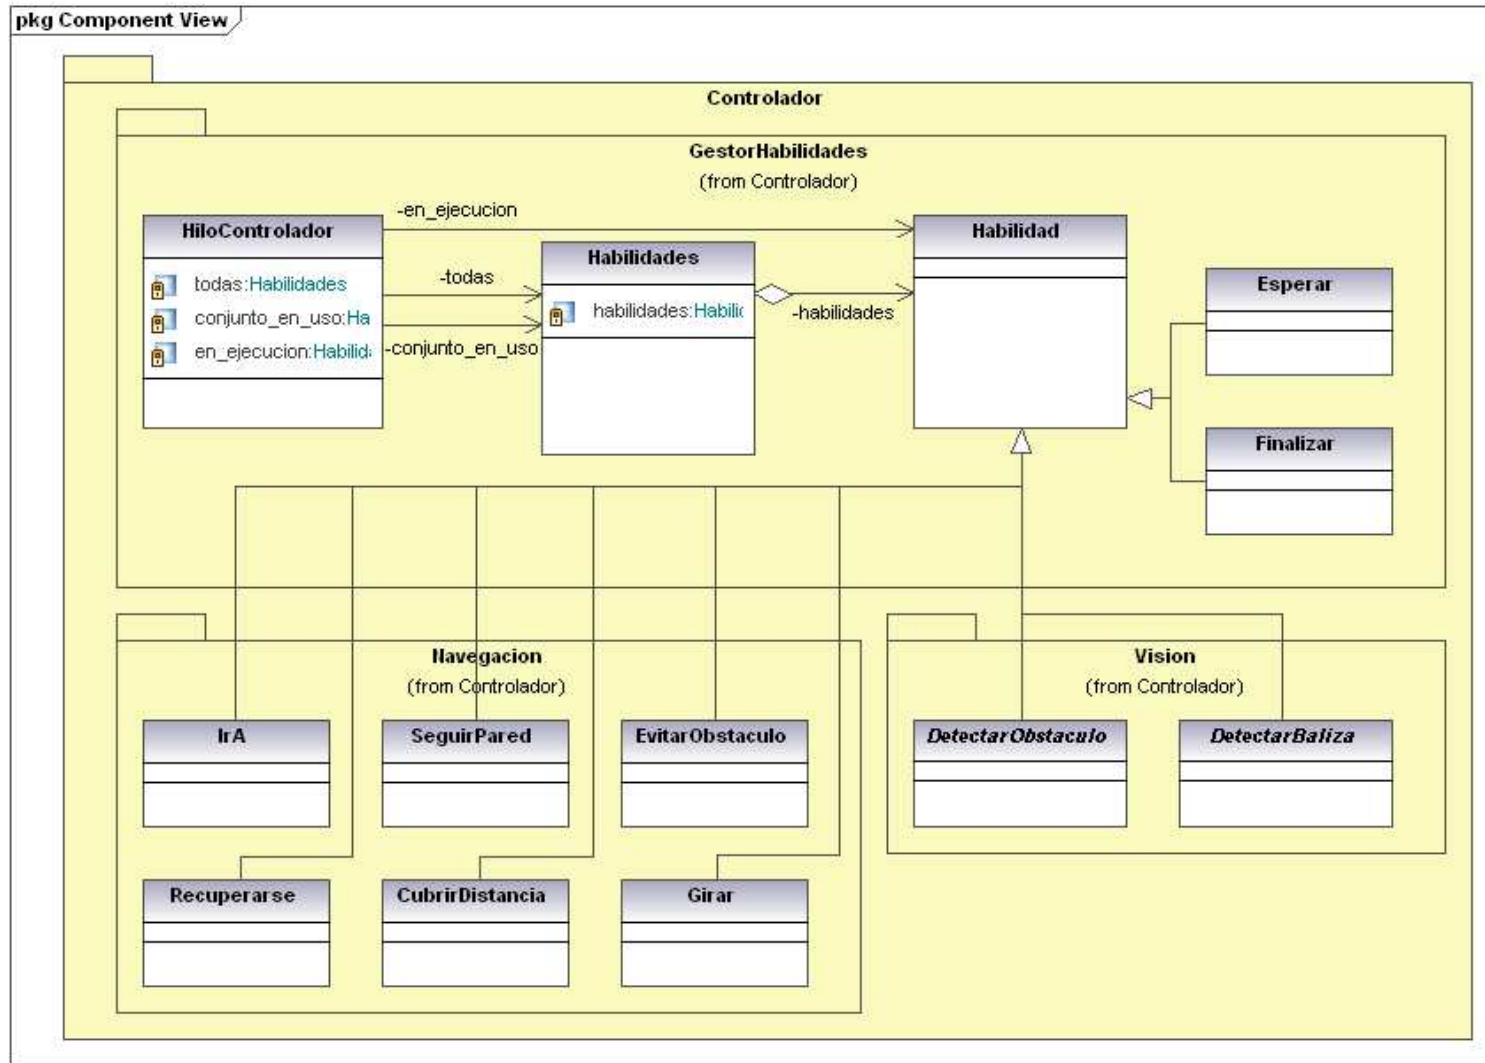 pkg Component View
Controlador
GestorHabilidades
(from Controlador)
-en_ejecucion
HiloControlador
todas:Habilidades
conjunto_en_uso:Ha
en_ejecucion:Habilid
-todas
-conjunto_en_uso
Habilidades
habilidades:Habili
-habilidades
Habilidad
Esperar
Finalizar
Navegacion
(from Controlador)
IrA
SeguirPared
EvitarObstaculo
Recuperarse
CubrirDistancia
Girar
Vision
(from Controlador)
DetectarObstaculo
DetectarBaliza